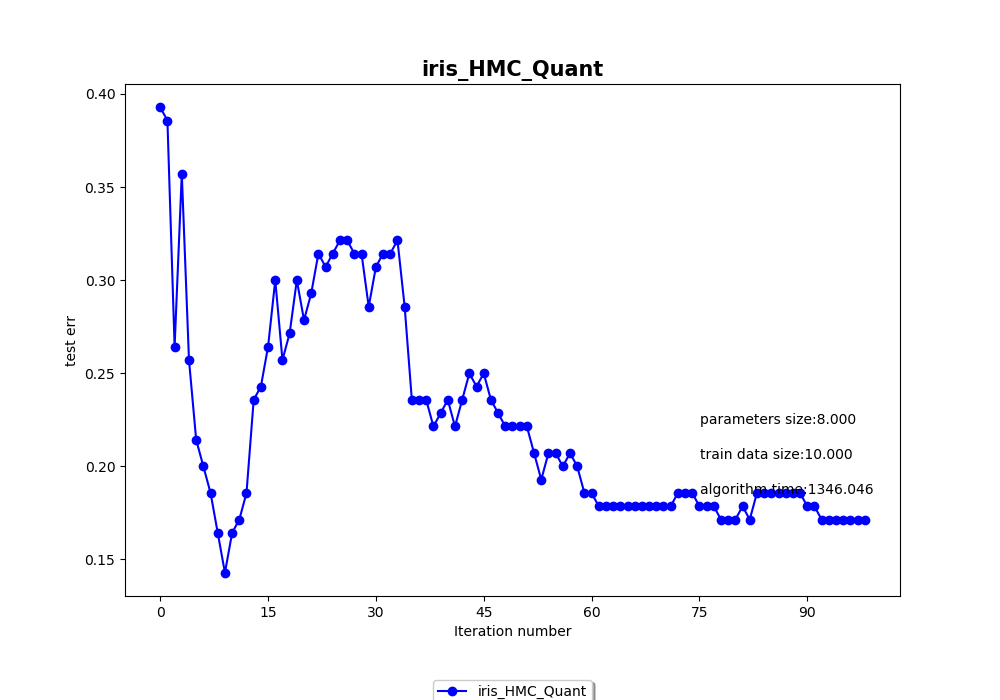 iris_HMC_Quant
0.40
0.35
0.30
0.25
0.20
0.15
test err
parameters size:8.000
train data size:10.000
algorithm time:1346.046
0 15 30 45 60 75 90
Iteration number
iris_HMC_Quant